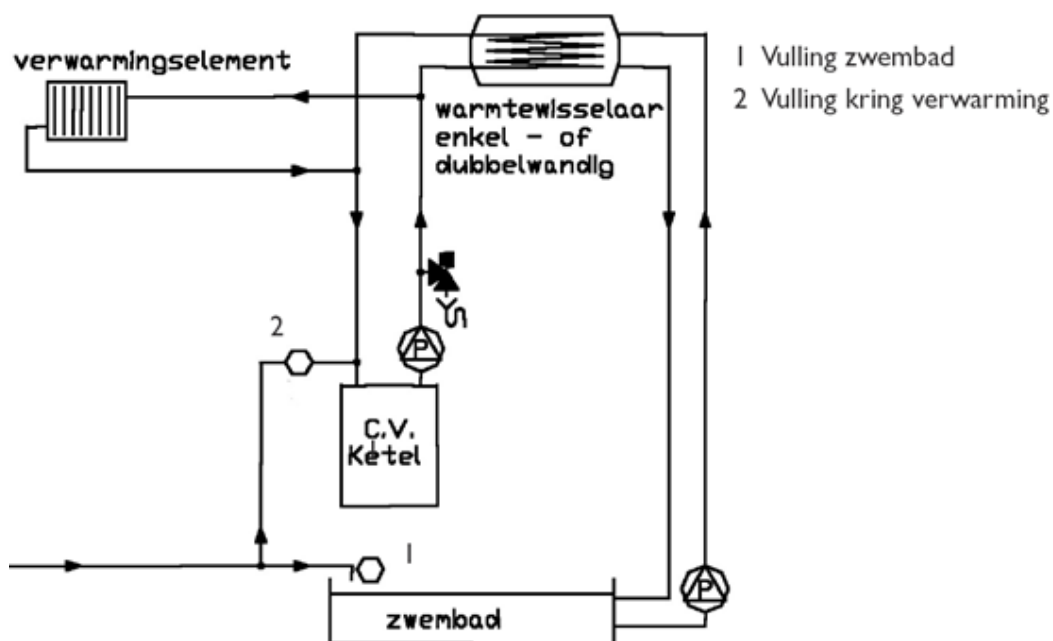 verwarmingselement
warmtewisselaar
enkel - of
dubbelwandig
1 Vulling zwembad
2 Vulling kring verwarming
2
P
C.V.
Ketel
1
P
zwembad